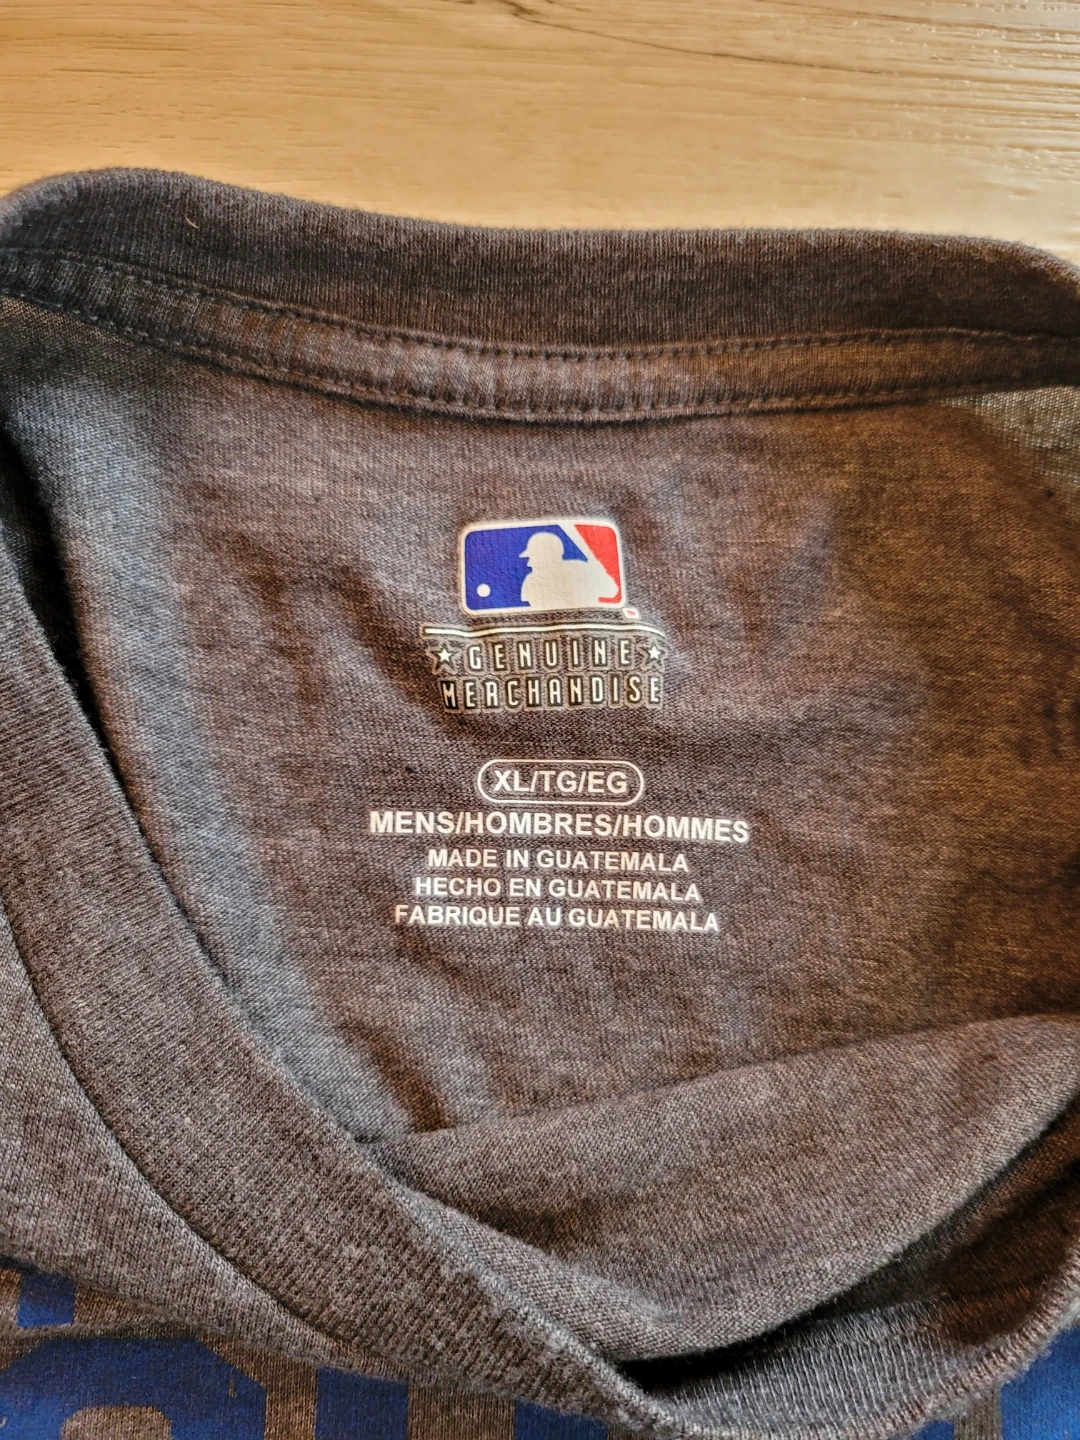 GENUINE
MERCHANDISE
XL/TG/EG
MENS/HOMBRES/HOMMES
MADE IN GUATEMALA
HECHO EN GUATEMALA
FABRIQUE AU GUATEMALA